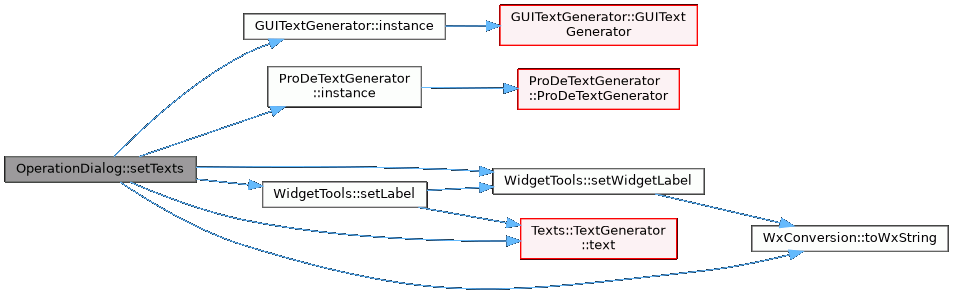 GUITextGenerator::instance
GUITextGenerator::GUIText
Generator
ProDeTextGenerator
::instance
ProDeTextGenerator
::ProDeTextGenerator
OperationDialog::setTexts
WidgetTools::setLabel
WidgetTools::setWidgetLabel
Texts::TextGenerator
::text
WxConversion::toWxString